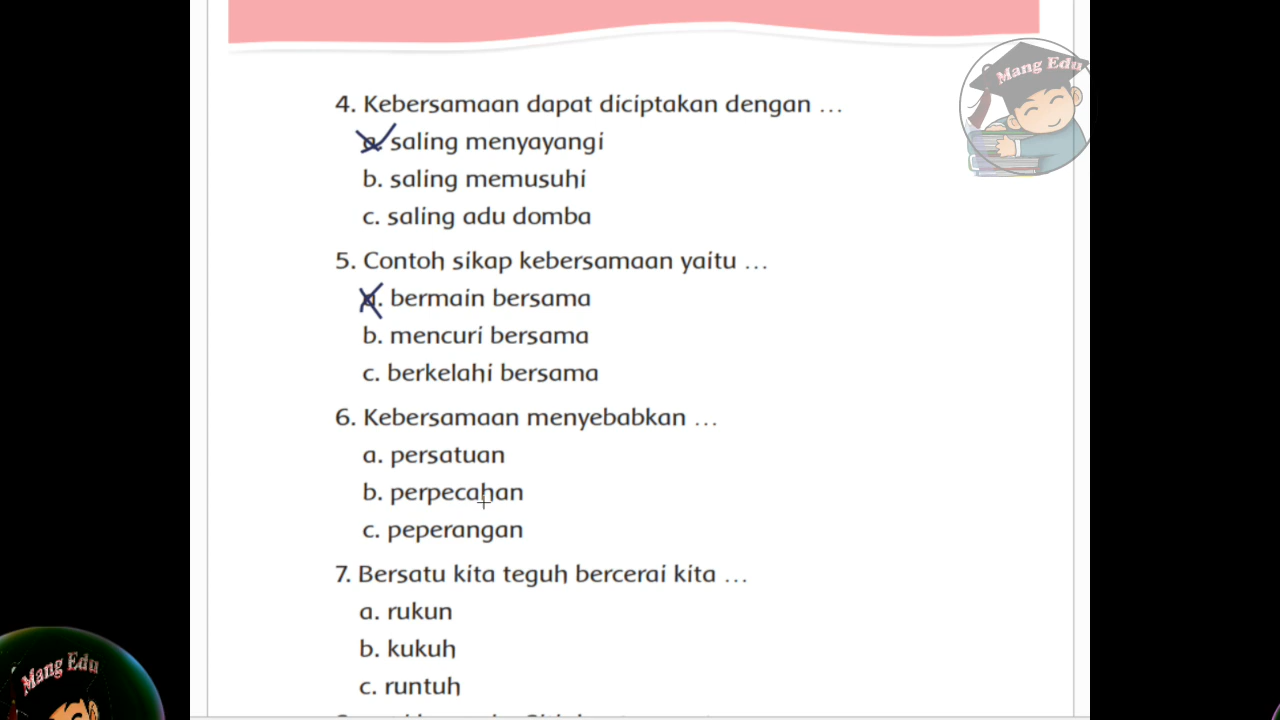 Mang Edu
4. Kebersamaan dapat diciptakan dengan ...
a. saling menyayangi
b. saling memusuhi
c. saling adu domba
5. Contoh sikap kebersamaan yaitu ...
a. bermain bersama
b. mencuri bersama
c. berkelahi bersama
6. Kebersamaan menyebabkan ...
a. persatuan
b. perpecahan
c. peperangan
7. Bersatu kita teguh bercerai kita ...
a. rukun
b. kukuh
c. runtuh
Mang Edu